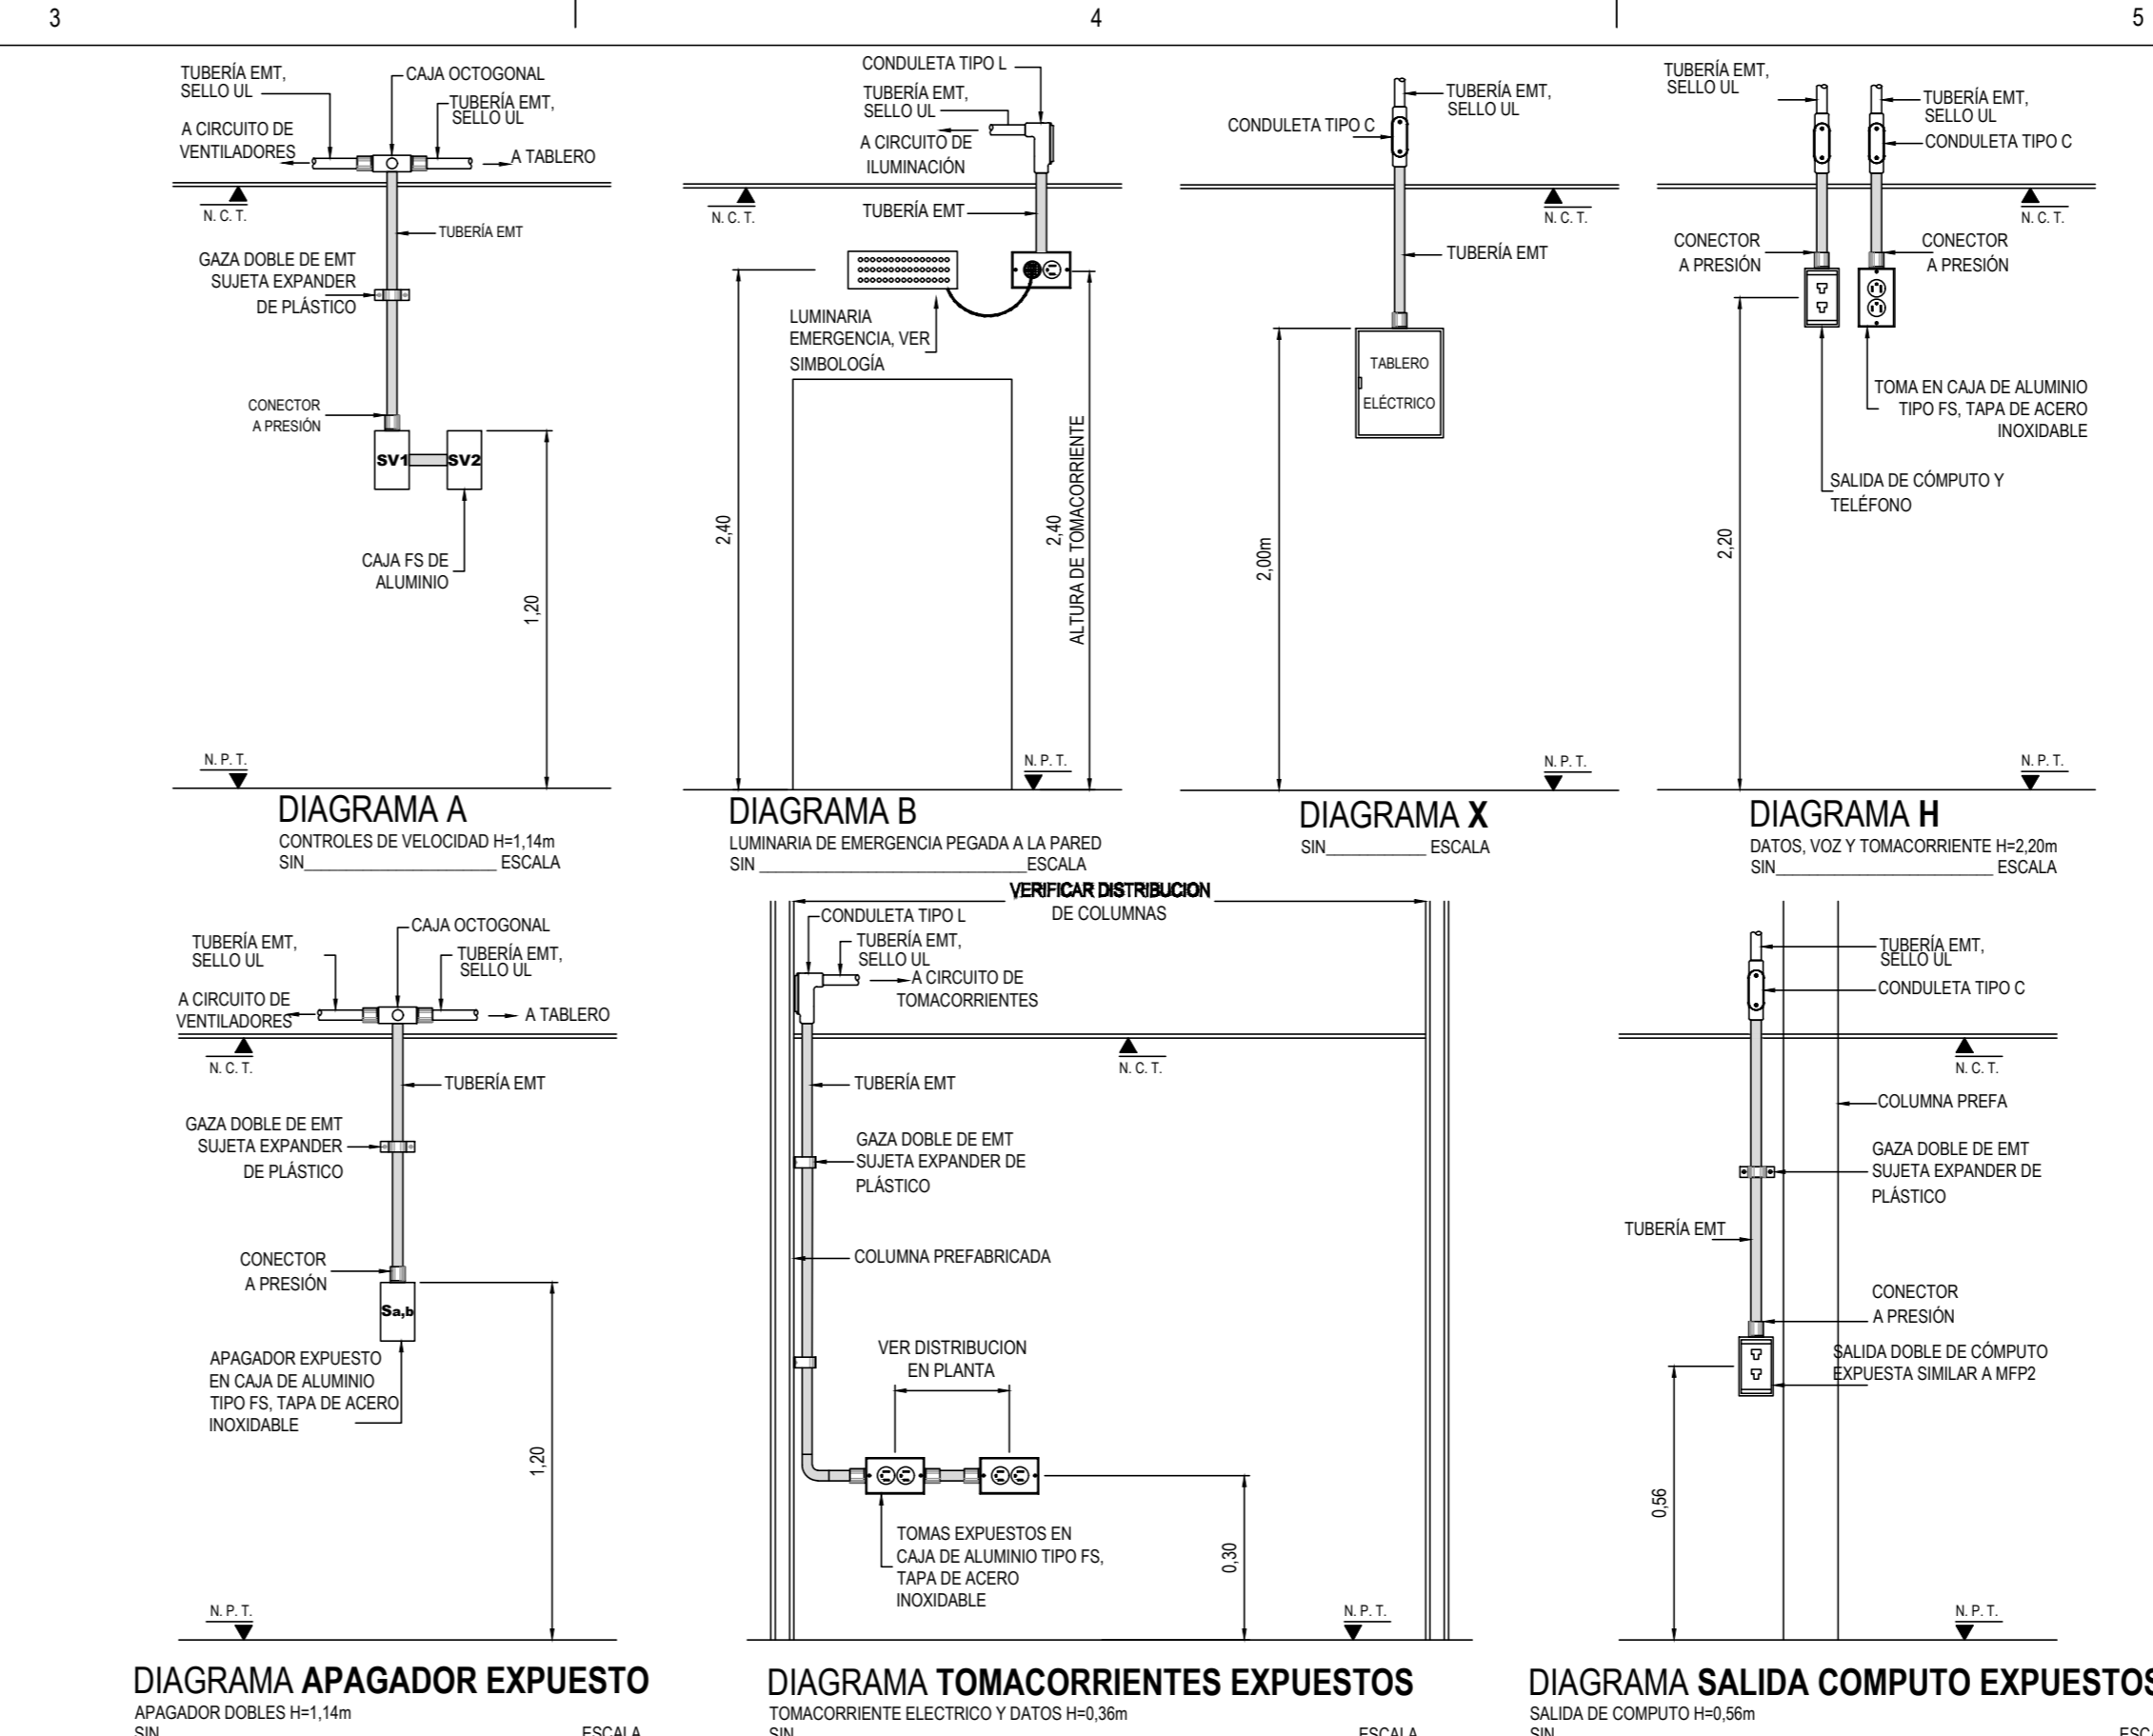 3
4
5
TUBERÍA EMT,
SELLO UL
CAJA OCTOGONAL
TUBERÍA EMT,
SELLO UL
A CIRCUITO DE
VENTILADORES
A TABLERO
N. C. T.
TUBERÍA EMT
GAZA DOBLE DE EMT
SUJETA EXPANDER
DE PLÁSTICO
CONECTOR
A PRESIÓN
SV1
SV2
CAJA FS DE
ALUMINIO
1,20
N. P. T.
DIAGRAMA A
CONTROLES DE VELOCIDAD H=1,14m
SIN ESCALA
CONDULETA TIPO L
TUBERÍA EMT,
SELLO UL
A CIRCUITO DE
ILUMINACIÓN
N. C. T.
TUBERÍA EMT
LUMINARIA
EMERGENCIA, VER
SIMBOLOGÍA
2,40
2,40
ALTURA DE TOMACORRIENTE
N. P. T.
DIAGRAMA B
LUMINARIA DE EMERGENCIA PEGADA A LA PARED
SIN ESCALA
TUBERÍA EMT,
SELLO UL
CONDULETA TIPO C
N. C. T.
TUBERÍA EMT
TABLERO
ELÉCTRICO
2,00m
N. P. T.
DIAGRAMA X
SIN ESCALA
TUBERÍA EMT,
SELLO UL
TUBERÍA EMT,
SELLO UL
CONDULETA TIPO C
N. C. T.
CONECTOR
A PRESIÓN
CONECTOR
A PRESIÓN
TOMA EN CAJA DE ALUMINIO
TIPO FS, TAPA DE ACERO
INOXIDABLE
SALIDA DE CÓMPUTO Y
TELÉFONO
2,20
N. P. T.
DIAGRAMA H
DATOS, VOZ Y TOMACORRIENTE H=2,20m
SIN ESCALA
CAJA OCTOGONAL
TUBERÍA EMT,
SELLO UL
TUBERÍA EMT,
SELLO UL
A CIRCUITO DE
VENTILADORES
A TABLERO
N. C. T.
TUBERÍA EMT
GAZA DOBLE DE EMT
SUJETA EXPANDER
DE PLÁSTICO
CONECTOR
A PRESIÓN
Sa,b
APAGADOR EXPUESTO
EN CAJA DE ALUMINIO
TIPO FS, TAPA DE ACERO
INOXIDABLE
1,20
N. P. T.
DIAGRAMA APAGADOR EXPUESTO
APAGADOR DOBLES H=1,14m
SIN ESCALA
VERIFICAR DISTRIBUCION
DE COLUMNAS
CONDULETA TIPO L
TUBERÍA EMT,
SELLO UL
A CIRCUITO DE
TOMACORRIENTES
N. C. T.
TUBERÍA EMT
GAZA DOBLE DE EMT
SUJETA EXPANDER DE
PLÁSTICO
COLUMNA PREFABRICADA
VER DISTRIBUCION
EN PLANTA
TOMAS EXPUESTOS EN
CAJA DE ALUMINIO TIPO FS,
TAPA DE ACERO
INOXIDABLE
0,30
N. P. T.
DIAGRAMA TOMACORRIENTES EXPUESTOS
TOMACORRIENTE ELECTRICO Y DATOS H=0,36m
SIN ESCALA
TUBERÍA EMT,
SELLO UL
CONDULETA TIPO C
N. C. T.
COLUMNA PREFA
GAZA DOBLE DE EMT
SUJETA EXPANDER DE
PLÁSTICO
TUBERÍA EMT
CONECTOR
A PRESIÓN
SALIDA DOBLE DE CÓMPUTO
EXPUESTA SIMILAR A MFP2
0,56
N. P. T.
DIAGRAMA SALIDA COMPUTO EXPUESTOS
SALIDA DE COMPUTO H=0,56m
SIN ESCA